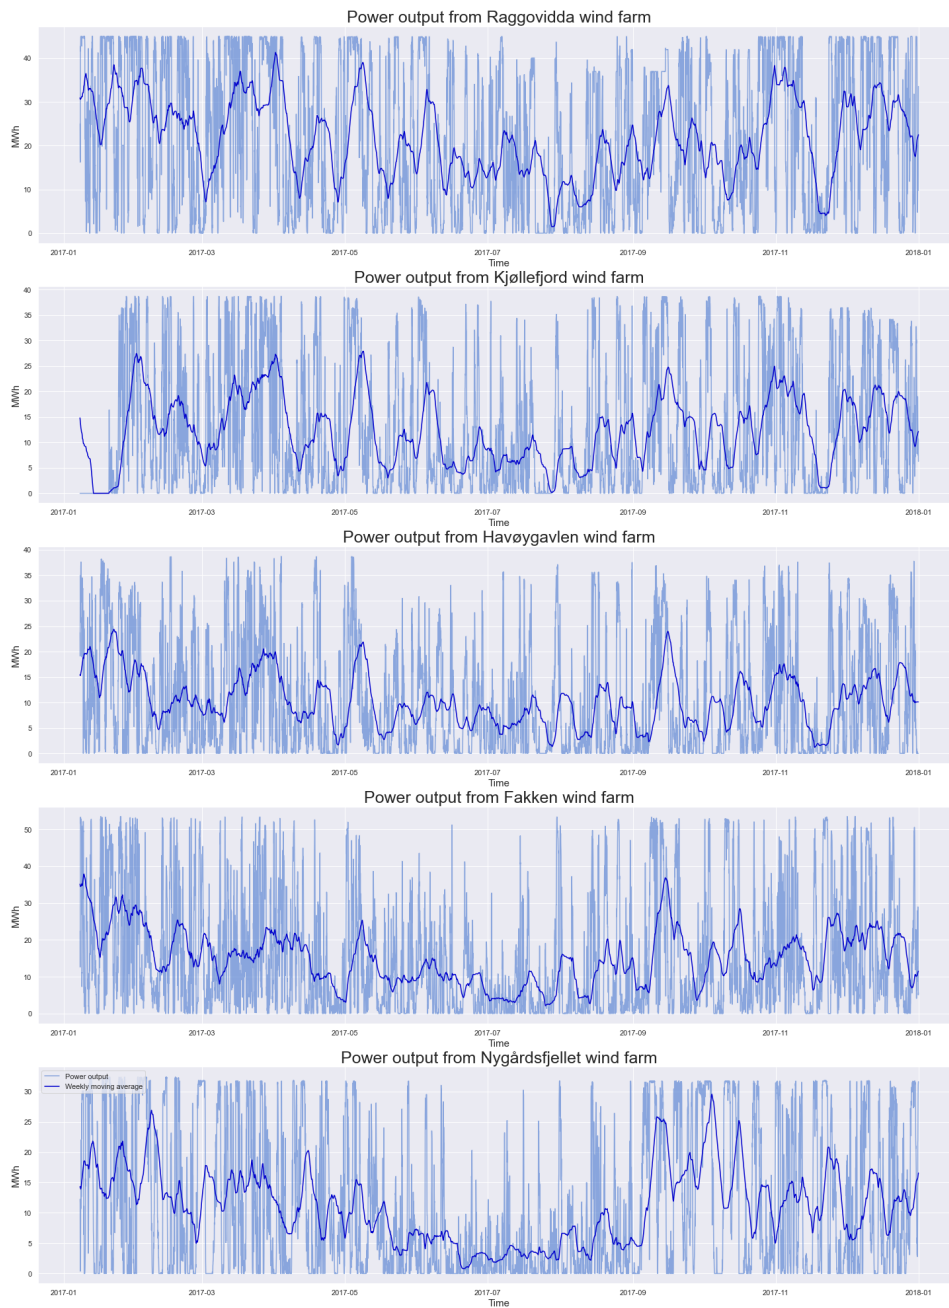 Power output from Raggovidda wind farm
40
30
20
10
0
MWh
2017-01 2017-03 2017-05 2017-07 2017-09 2017-11 2018-01
Time
Power output from Kjøllefjord wind farm
40
35
30
25
20
15
10
5
0
MWh
2017-01 2017-03 2017-05 2017-07 2017-09 2017-11 2018-01
Time
Power output from Havøygavlen wind farm
40
35
30
25
20
15
10
5
0
MWh
2017-01 2017-03 2017-05 2017-07 2017-09 2017-11 2018-01
Time
Power output from Fakken wind farm
50
40
30
20
10
0
MWh
2017-01 2017-03 2017-05 2017-07 2017-09 2017-11 2018-01
Time
Power output from Nygårdsfjellet wind farm
Power output
Weekly moving average
30
25
20
15
10
5
0
MWh
2017-01 2017-03 2017-05 2017-07 2017-09 2017-11 2018-01
Time